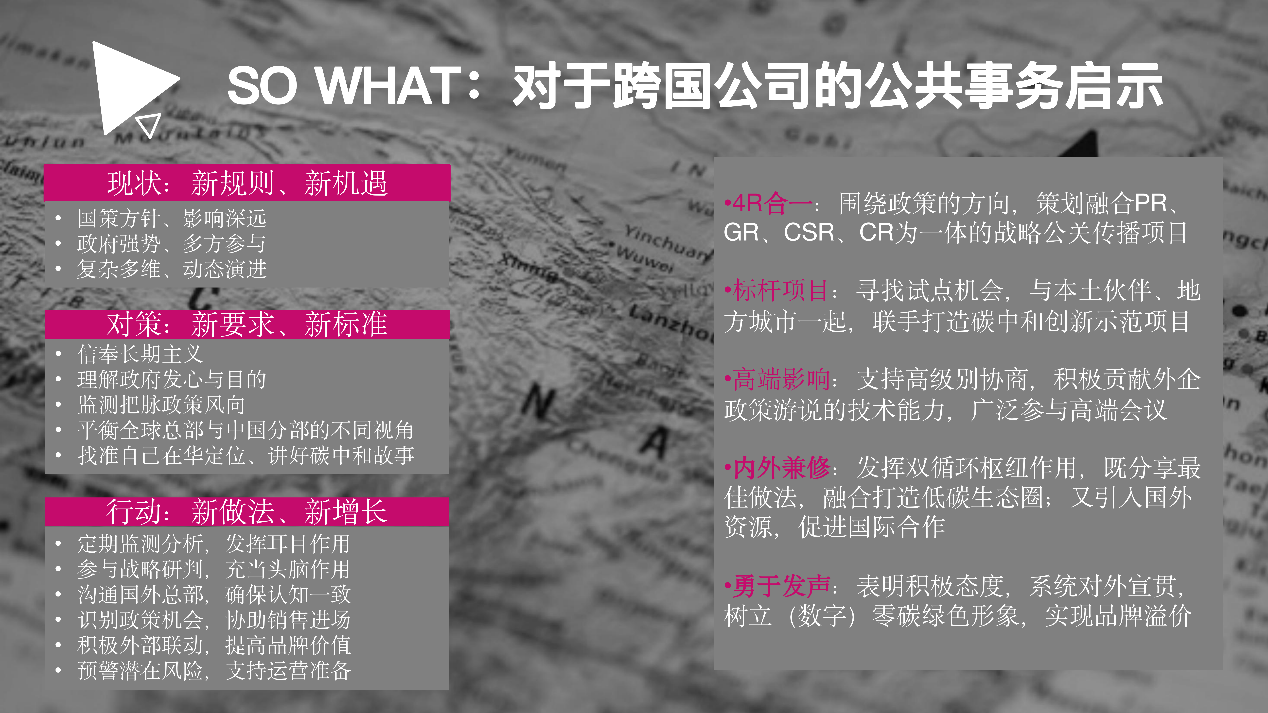 SO WHAT：对于跨国公司的公共事务启示
现状：新规则、新机遇
• 国策方针、影响深远
• 政府强势、多方参与
• 复杂多维、动态演进
对策：新要求、新标准
• 信奉长期主义
• 理解政府发心与目的
• 监测把脉政策风向
• 平衡全球总部与中国分部的不同视角
• 找准自己在华定位、讲好碳中和故事
行动：新做法、新增长
• 定期监测分析，发挥耳目作用
• 参与战略研判，充当头脑作用
• 沟通国外总部，确保认知一致
• 识别政策机会，协助销售进场
• 积极外部联动，提高品牌价值
• 预警潜在风险，支持运营准备
•4R合一：围绕政策的方向，策划融合PR、
GR、CSR、CR为一体的战略公关传播项目
•标杆项目：寻找试点机会，与本土伙伴、地
方城市一起，联手打造碳中和创新示范项目
•高端影响：支持高级别协商，积极贡献外企
政策游说的技术能力，广泛参与高端会议
•内外兼修：发挥双循环枢纽作用，既分享最
佳做法，融合打造低碳生态圈；又引入国外
资源，促进国际合作
•勇于发声：表明积极态度，系统对外宣贯，
树立（数字）零碳绿色形象，实现品牌溢价
Mountains
Yumen
Gobi
Yinchuan
Wuwei
Xining
Lanzhou
C
N
A
Chengdu